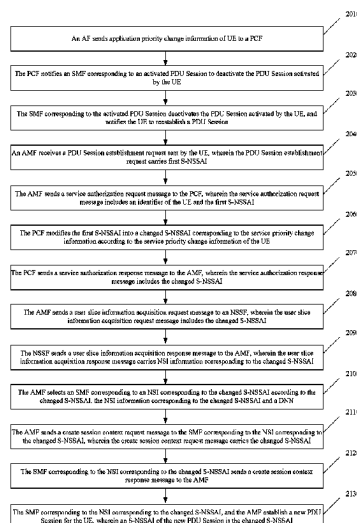 2010
An AF sends application priority change information of UE to a PCF
2020
The PCF notifies an SMF corresponding to an activated PDU Session to deactivate the PDU Session activated
by the UE
2030
The SMF corresponding to the activated PDU Session deactivates the PDU Session activated by the UE, and
notifies the UE to reestablish a PDU Session
2040
An AMF receives a PDU Session establishment request sent by the UE, wherein the PDU Session establishment
request carries first S-NSSAI
2050
The AMF sends a service authorization request message to the PCF, wherein the service authorization request
message includes an identifier of the UE and the first S-NSSAI
2060
The PCF modifies the first S-NSSAI into a changed S-NSSAI corresponding to the service priority change
information according to the service priority change information of the UE
2070
The PCF sends a service authorization response message to the AMF, wherein the service authorization response
message includes the changed S-NSSAI
2080
The AMF sends a user slice information acquisition request message to an NSSF, wherein the user slice
information acquisition request message includes the changed S-NSSAI
2090
The NSSF sends a user slice information acquisition response message to the AMF, wherein the user slice
information acquisition response message carries NSI information corresponding to the changed S-NSSAI
2100
The AMF selects an SMF corresponding to an NSI corresponding to the changed S-NSSAI according to the
changed S-NSSAI, the NSI information corresponding to the changed S-NSSAI and a DNN
2110
The AMF sends a create session context request message to the SMF corresponding to the NSI corresponding to
the changed S-NSSAI, wherein the create session context request message carries the changed S-NSSAI
2120
The SMF corresponding to the NSI corresponding to the changed S-NSSAI sends a create session context
response message to the AMF
2130
The SMF corresponding to the NSI corresponding to the changed S-NSSAI, and the AMF establish a new PDU
Session for the UE, wherein an S-NSSAI of the new PDU Session is the changed S-NSSAI